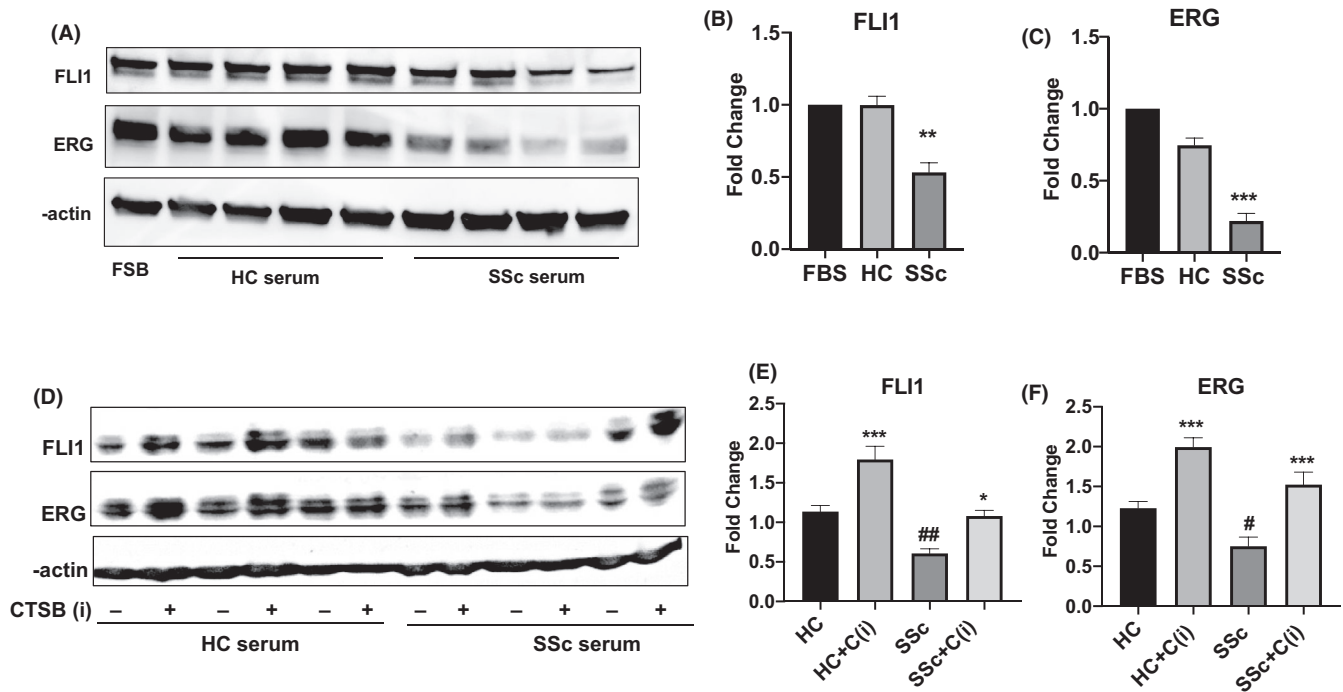 (A)
FLI1
ERG
-actin
FSB HC serum SSc serum
(B) FLI1
Fold Change
1.5
1.0
0.5
0.0
FBS HC SSc
**
(C) ERG
Fold Change
1.5
1.0
0.5
0.0
FBS HC SSc
***
(D)
FLI1
ERG
-actin
CTSB (i) – + – + – + – + – + – +
HC serum SSc serum
(E) FLI1
Fold Change
2.5
2.0
1.5
1.0
0.5
0.0
*** ## *
HC HC+C(i) SSc SSc+C(i)
(F) ERG
Fold Change
2.5
2.0
1.5
1.0
0.5
0.0
*** # ***
HC HC+C(i) SSc SSc+C(i)